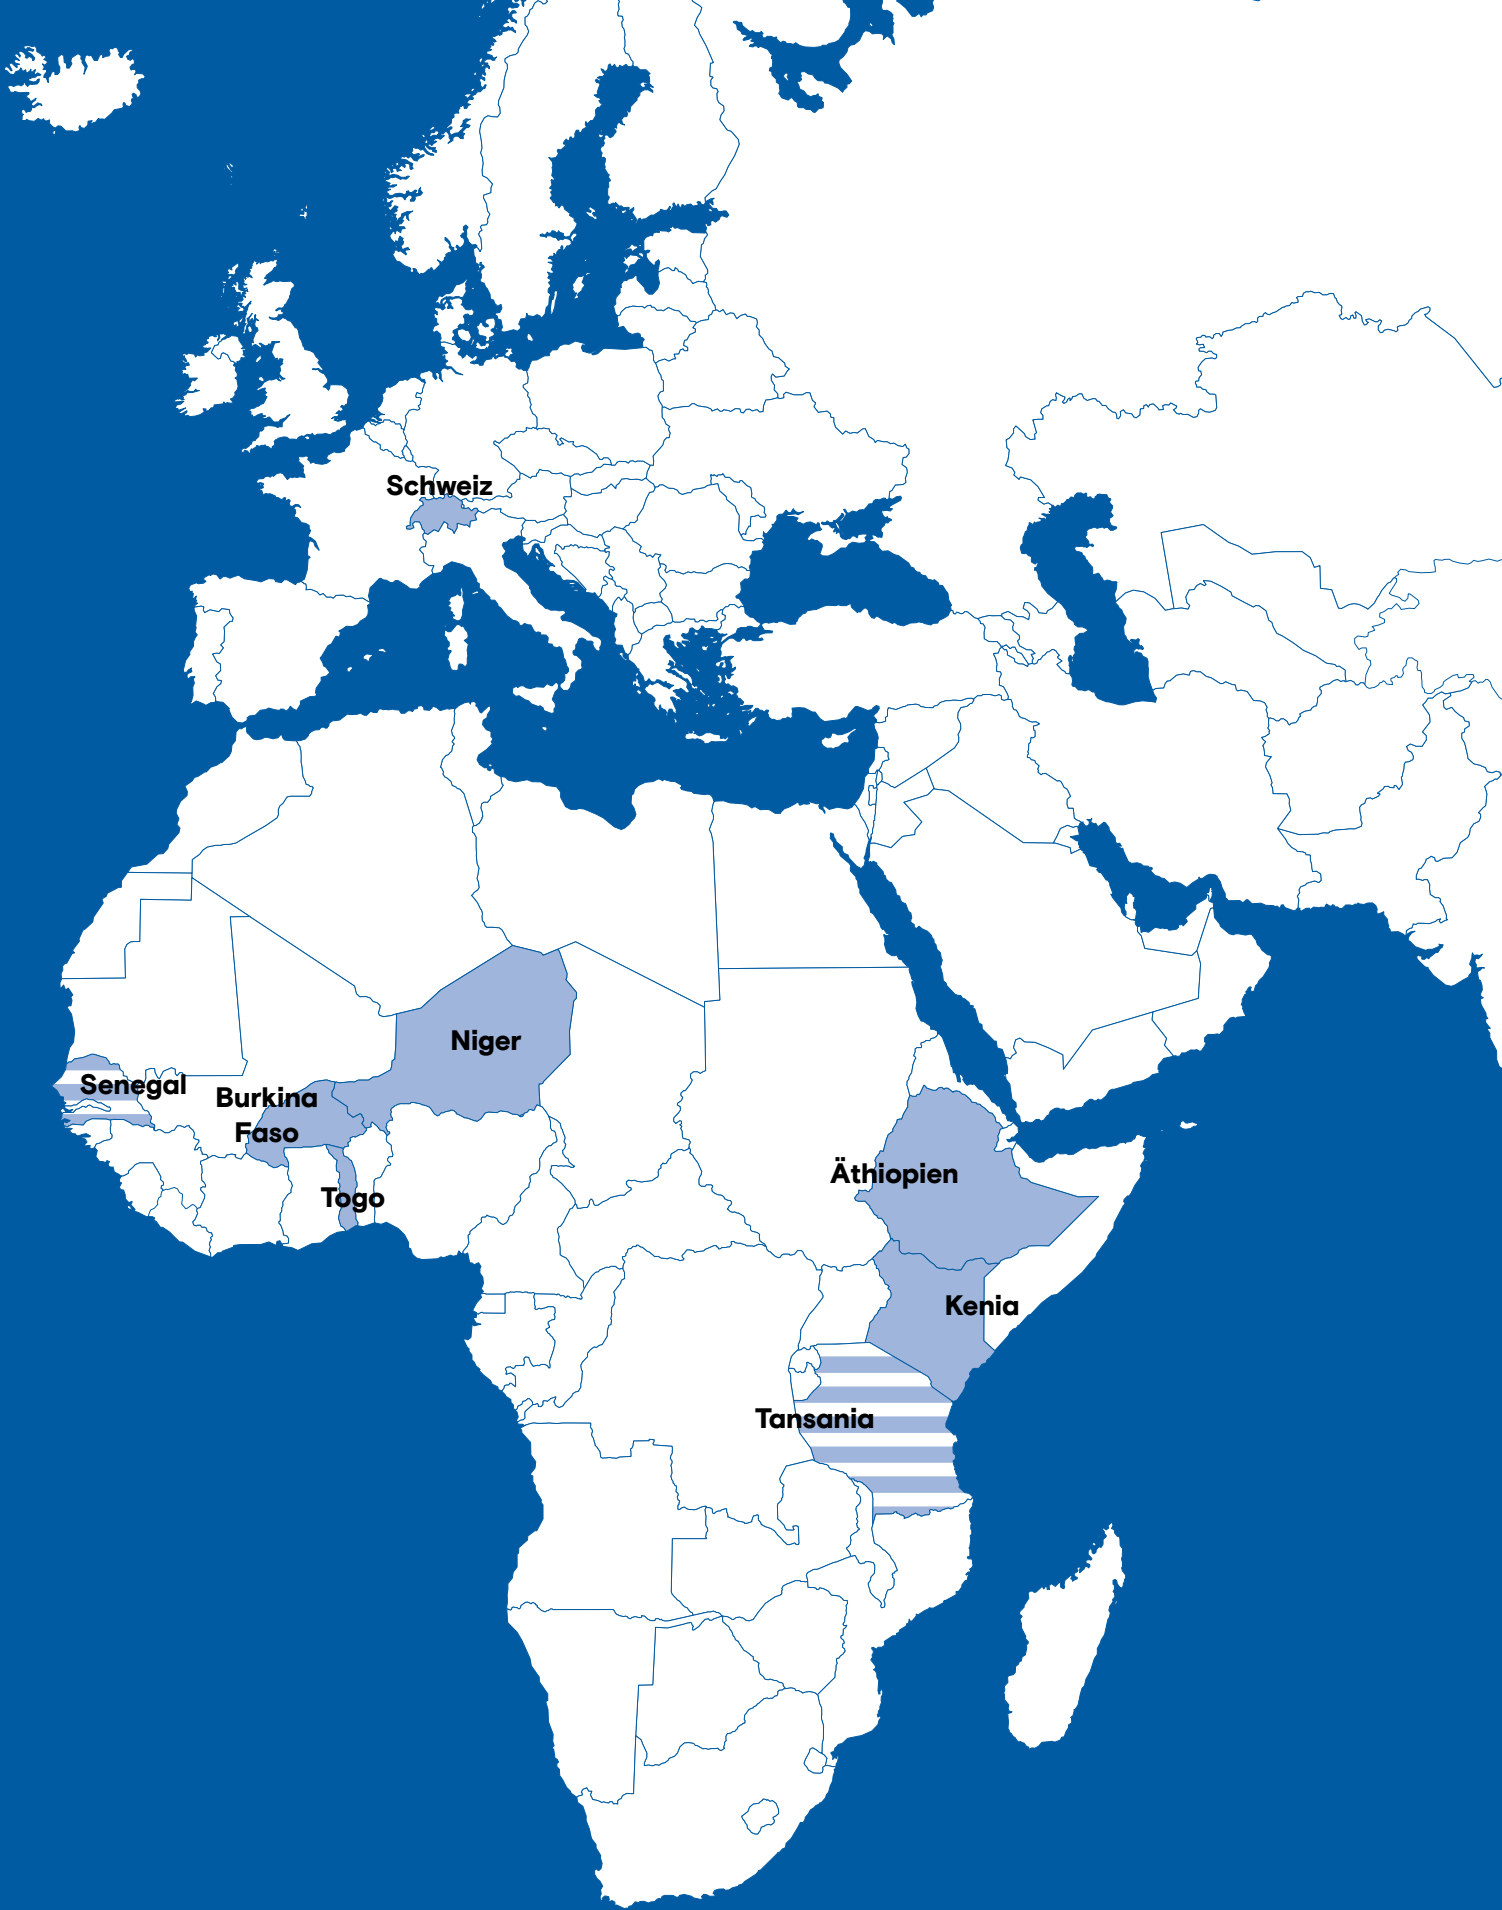 Schweiz
Niger
Senegal
Burkina
Faso
Togo
Äthiopien
Kenia
Tansania